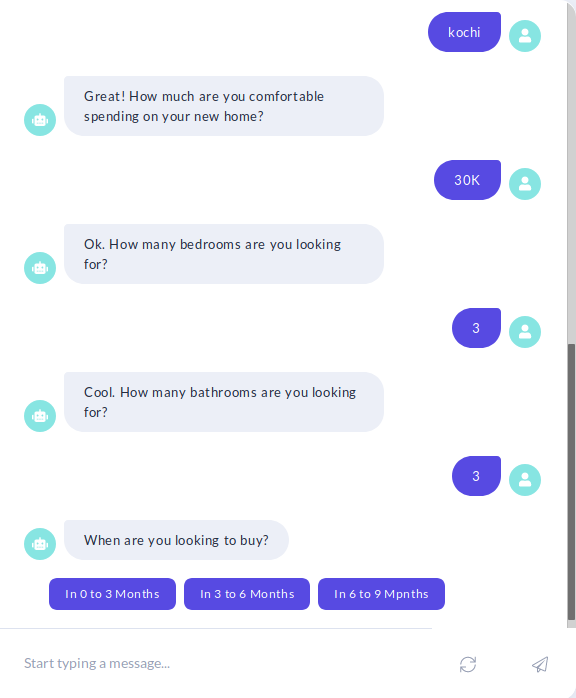 kochi
Great! How much are you comfortable
spending on your new home?
30K
Ok. How many bedrooms are you looking
for?
3
Cool. How many bathrooms are you looking
for?
3
When are you looking to buy?
In 0 to 3 Months
In 3 to 6 Months
In 6 to 9 Mpnths
Start typing a message...